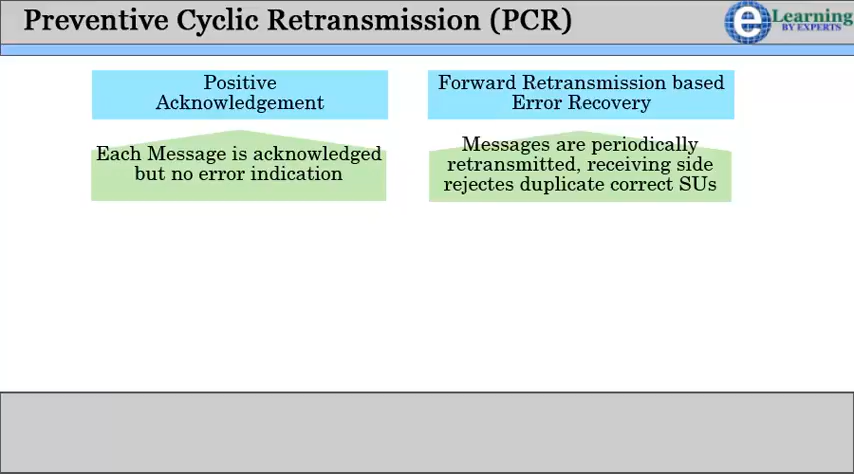 Preventive Cyclic Retransmission (PCR)
e Learning
BY EXPERTS
Positive
Acknowledgement
Forward Retransmission based
Error Recovery
Each Message is acknowledged
but no error indication
Messages are periodically
retransmitted, receiving side
rejectes duplicate correct SUs